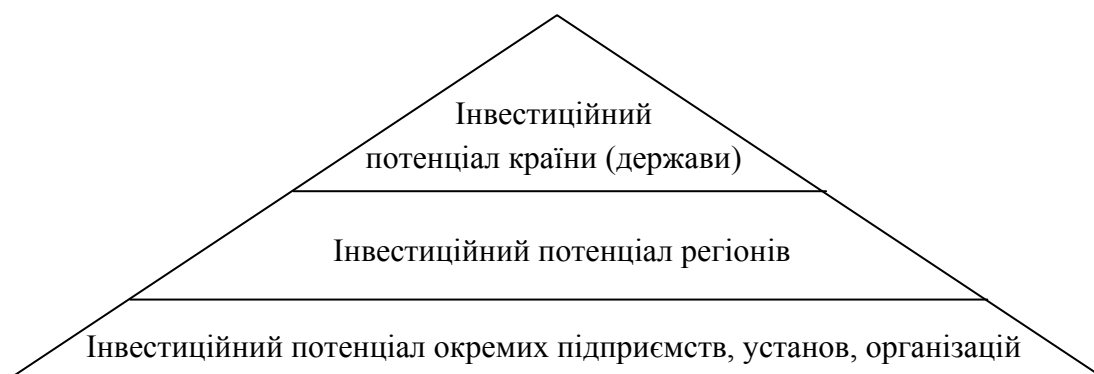 Інвестиційний
потенціал країни (держави)
Інвестиційний потенціал регіонів
Інвестиційний потенціал окремих підприємств, установ, організацій